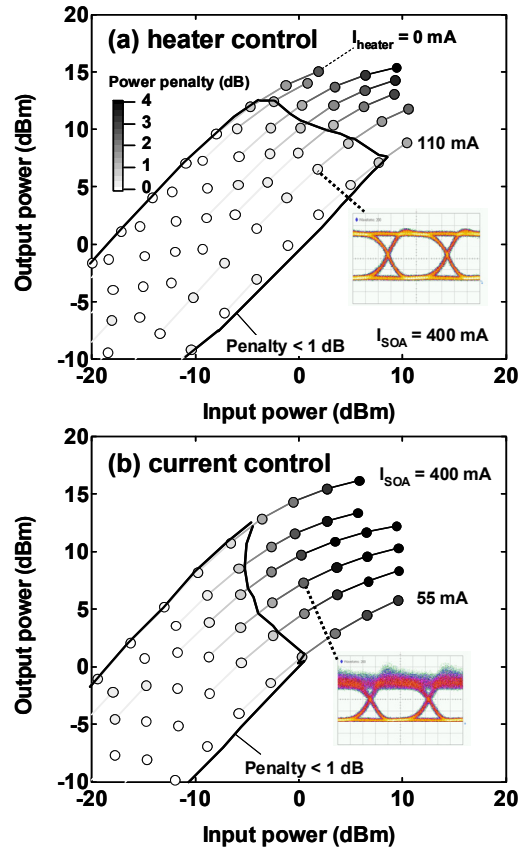 20
(a) heater control
I_heater = 0 mA
15
Power penalty (dB)
4
3
2
1
0
10
110 mA
5
0
-5
-10
Output power (dBm)
I_SOA = 400 mA
Penalty < 1 dB
-20
-10
0
10
20
Input power (dBm)
20
(b) current control
I_SOA = 400 mA
15
10
55 mA
5
0
-5
-10
Output power (dBm)
Penalty < 1 dB
-20
-10
0
10
20
Input power (dBm)